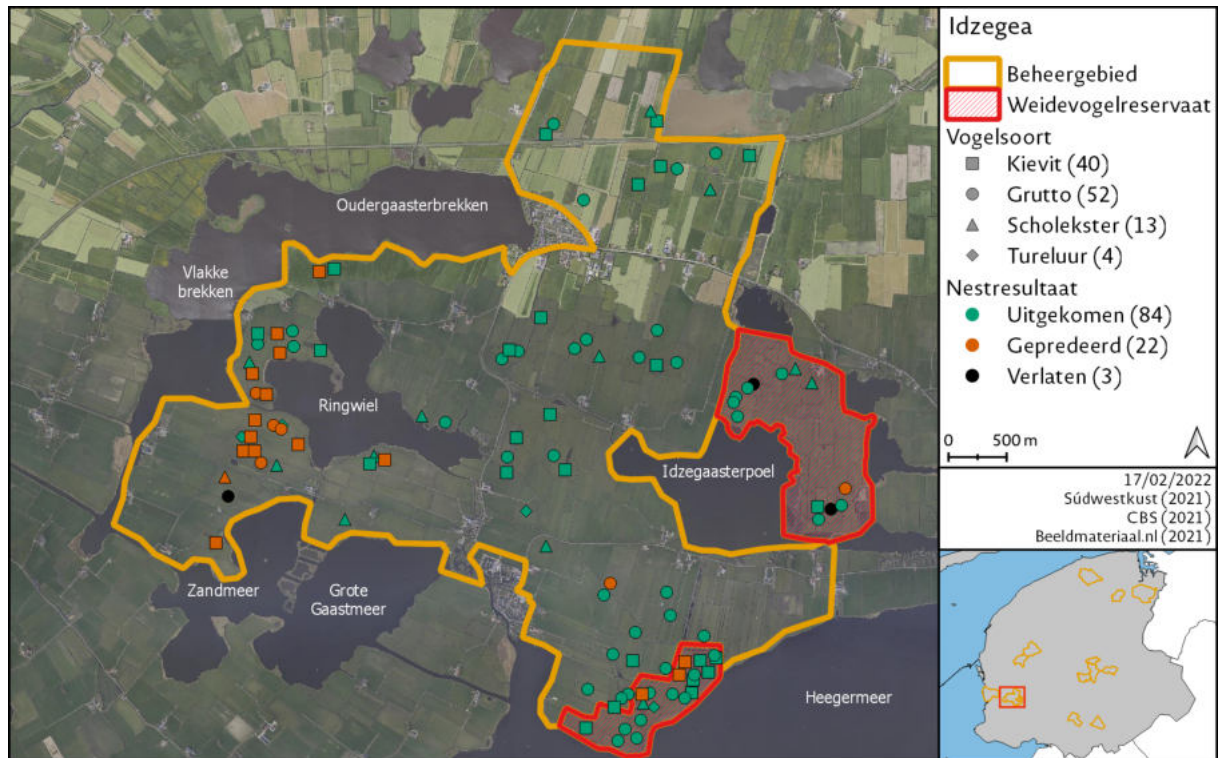 Oudergaasterbrekken
Vlakke
brekken
Ringwiel
Idzegaasterpoel
Zandmeer
Grote
Gaastmeer
Heegermeer
Idzegea
Beheergebied
Weidevogelreservaat
Vogelsoort
Kievit (40)
Grutto (52)
Scholekster (13)
Tureluur (4)
Nestresultaat
Uitgekomen (84)
Gepredeerd (22)
Verlaten (3)
0 500 m
17/02/2022
Súdwestkust (2021)
CBS (2021)
Beeldmateriaal.nl (2021)